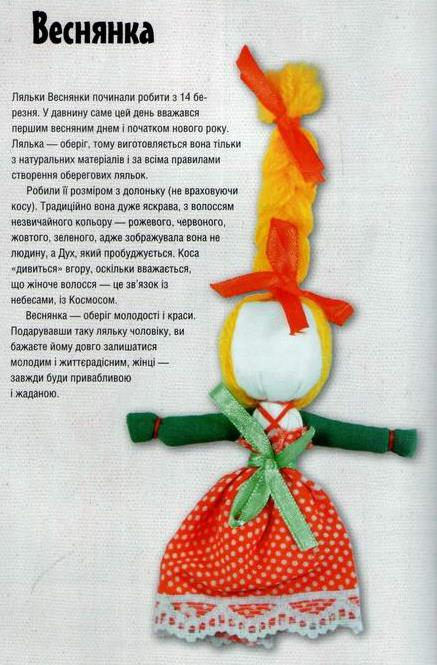 Веснянка
Ляльки Веснянки починали робити з 14 бе-
резня. У давнину саме цей день вважався
першим весняним днем і початком нового року.
Лялька — оберіг, тому виготовляється вона тільки
з натуральних матеріалів і за всіма правилами
створення оберегових ляльок.
Робили її розміром з долоньку (не враховуючи
косу). Традиційно вона дуже яскрава, з волоссям
незвичайного кольору — рожевого, червоного,
жовтого, зеленого, адже зображувала вона не
людину, а Дух, який пробуджується. Коса
«дивиться» вгору, оскільки вважається,
що жіноче волосся — це зв'язок із
небесами, із Космосом.
Веснянка — оберіг молодості і краси.
Подарувавши таку ляльку чоловіку, ви
бажаєте йому довго залишатися
молодим і життєрадісним, жінці —
завжди буди привабливою
і жаданою.